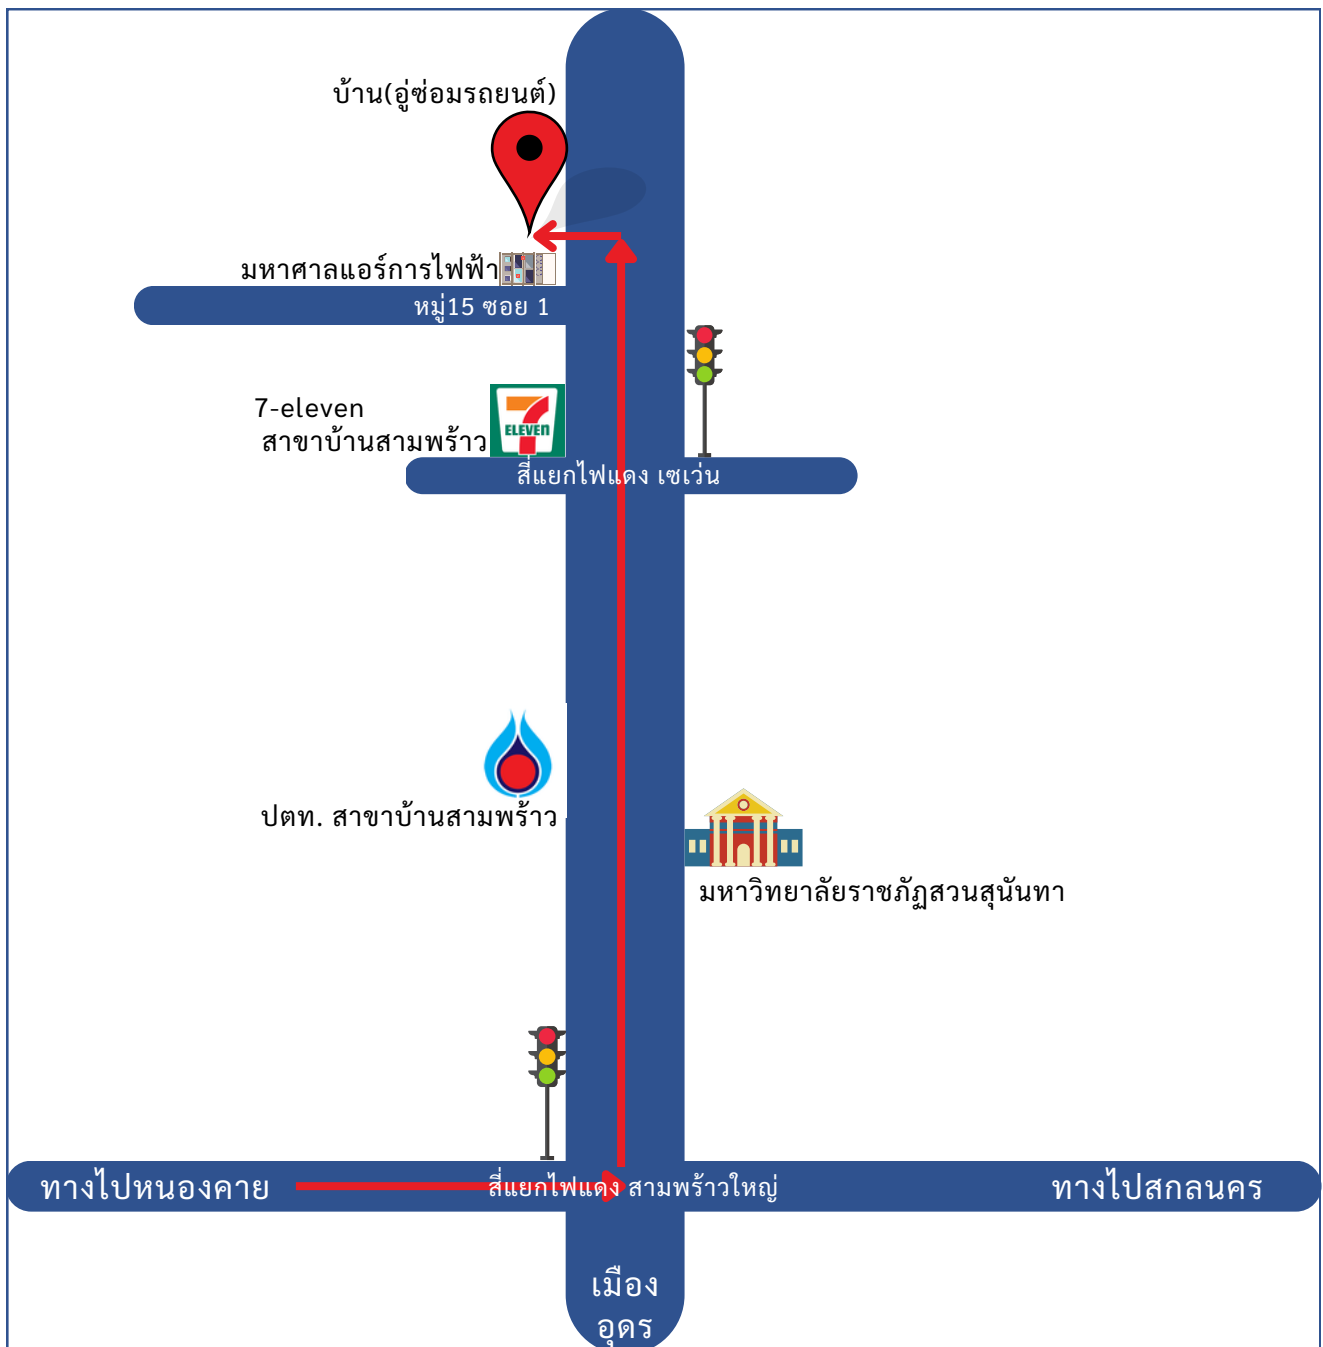 บ้าน(อู่ซ่อมรถยนต์)
มหาศาลแอร์การไฟฟ้า
หมู่15 ซอย 1
7-eleven
สาขาบ้านสามพร้าว
ELEVEN
สี่แยกไฟแดง เซเว่น
ปตท. สาขาบ้านสามพร้าว
มหาวิทยาลัยราชภัฏสวนสุนันทา
ทางไปหนองคาย
สี่แยกไฟแดง สามพร้าวใหญ่
ทางไปสกลนคร
เมือง
อุดร